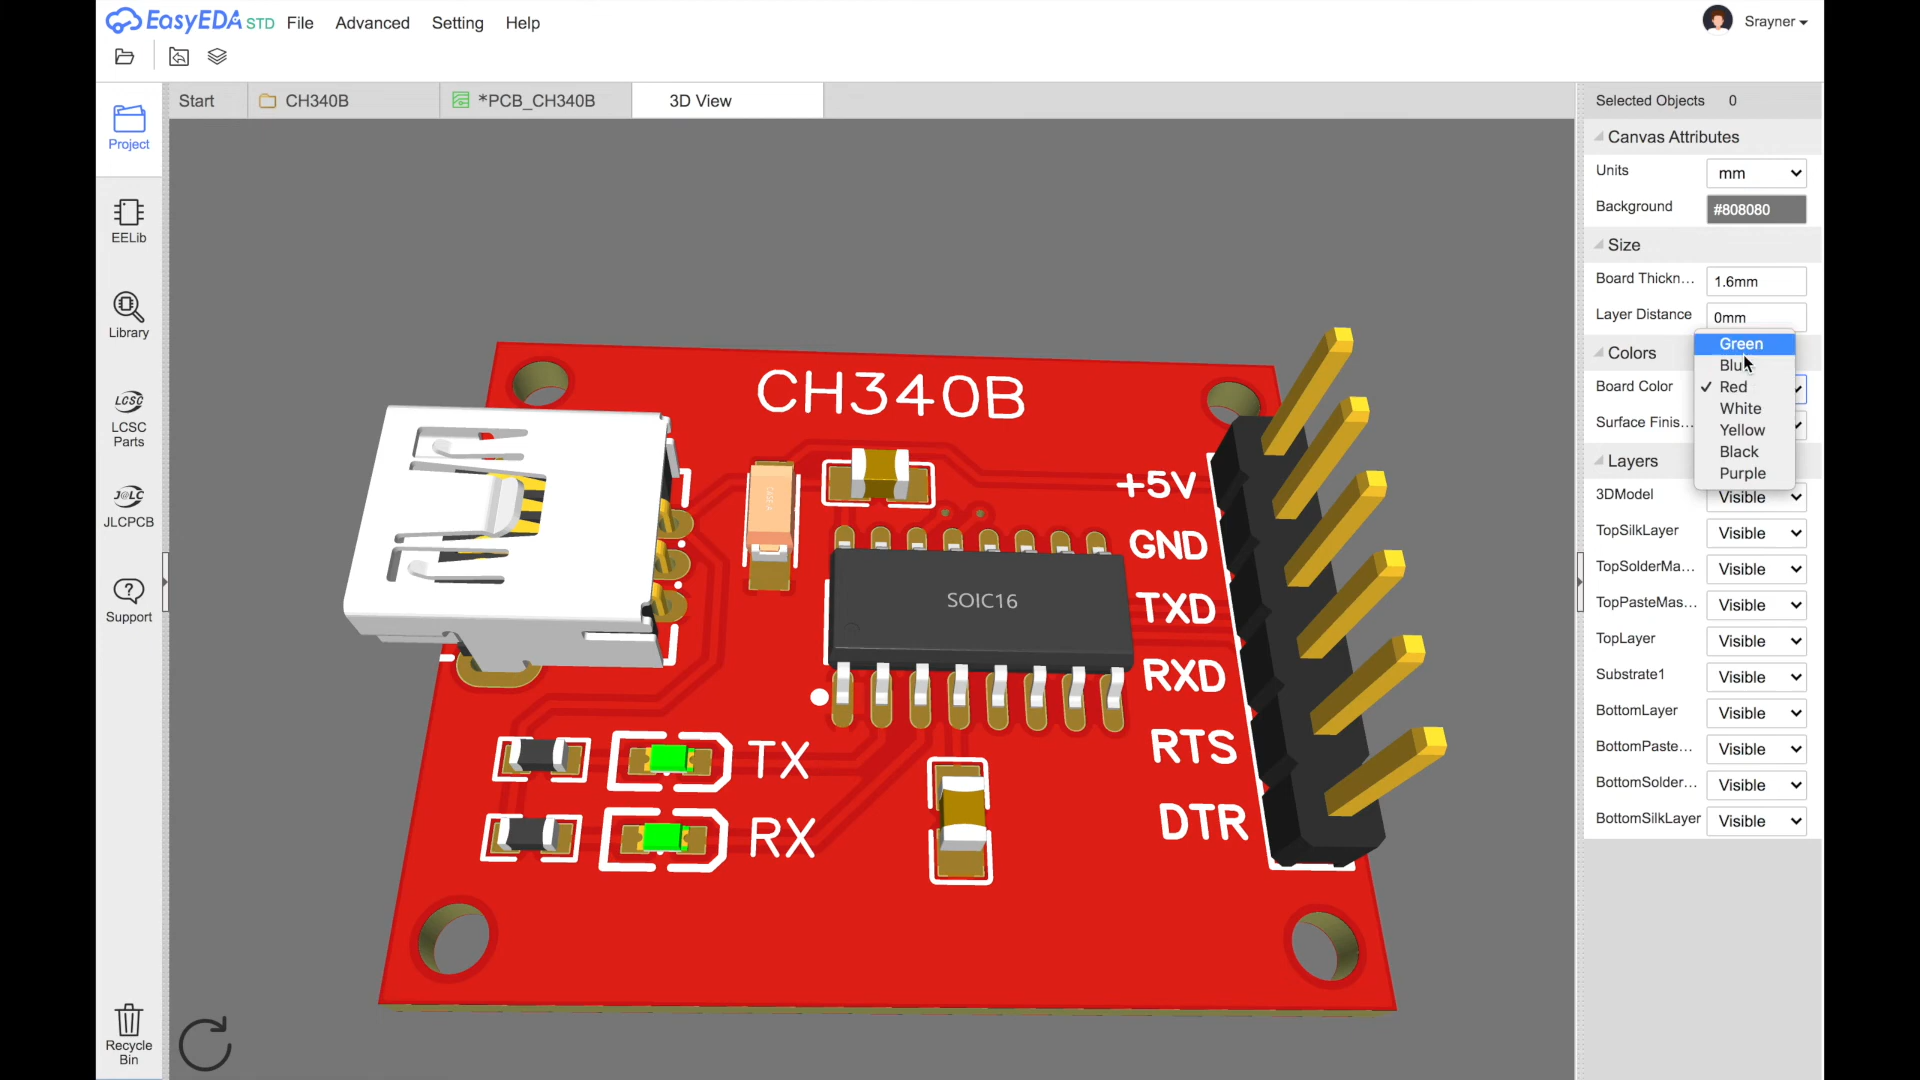 EasyEDA STD File Advanced Setting Help
Srayner
Start CH340B *PCB_CH340B 3D View
Project
EELib
Library
LCSC
LCSC
Parts
J@LC
JLCPCB
Support
Recycle
Bin
CH340B
+5V
GND
TXD
RXD
RTS
DTR
SOIC16
CASE-A
TX
RX
Selected Objects 0
Canvas Attributes
Units mm
Background #808080
Size
Board Thickn... 1.6mm
Layer Distance 0mm
Colors
Board Color
Surface Finis...
Green
Blu
✓ Red
White
Yellow
Black
Purple
Layers
3DModel Visible
TopSilkLayer Visible
TopSolderMa... Visible
TopPasteMas... Visible
TopLayer Visible
Substrate1 Visible
BottomLayer Visible
BottomPaste... Visible
BottomSolder... Visible
BottomSilkLayer Visible